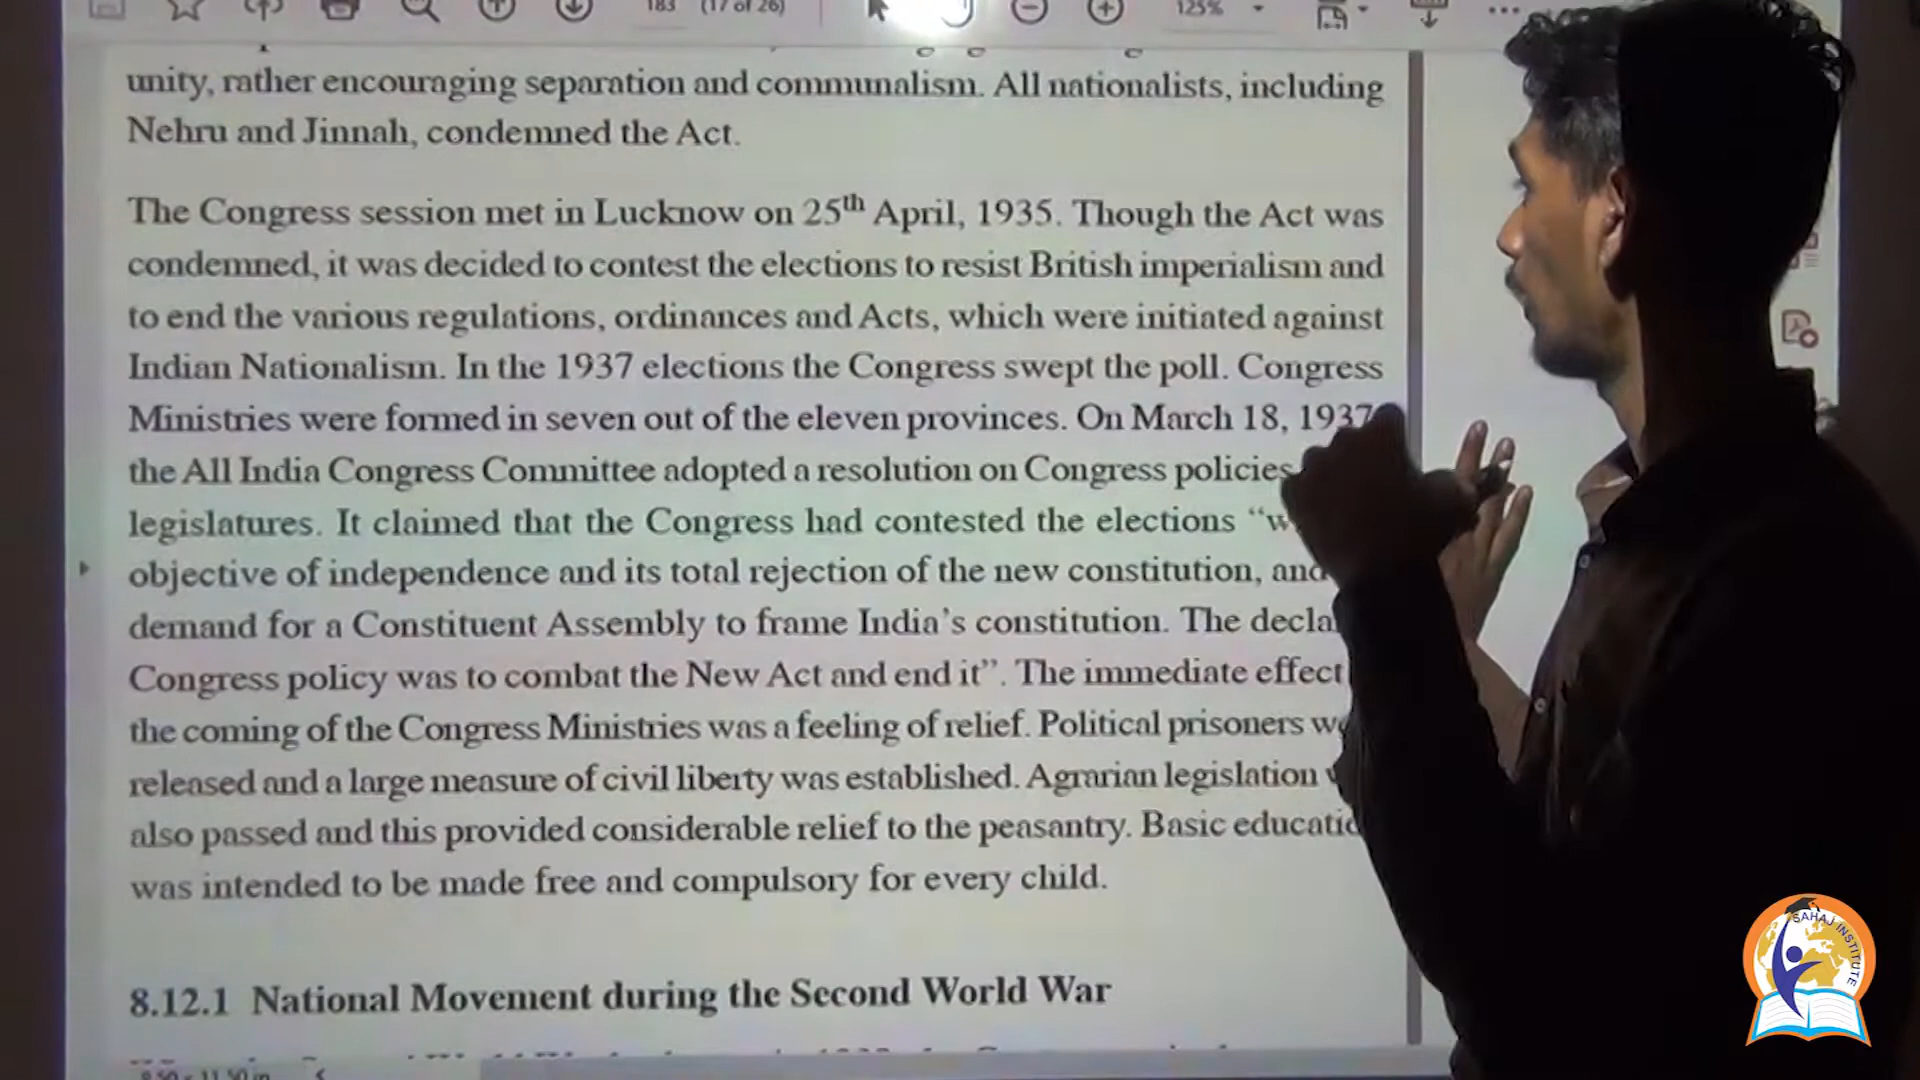 183 (17 of 26) 125%
unity, rather encouraging separation and communalism. All nationalists, including
Nehru and Jinnah, condemned the Act.
The Congress session met in Lucknow on 25th April, 1935. Though the Act was
condemned, it was decided to contest the elections to resist British imperialism and
to end the various regulations, ordinances and Acts, which were initiated against
Indian Nationalism. In the 1937 elections the Congress swept the poll. Congress
Ministries were formed in seven out of the eleven provinces. On March 18, 1937
the All India Congress Committee adopted a resolution on Congress policies
legislatures. It claimed that the Congress had contested the elections
objective of independence and its total rejection of the new constitution, and
demand for a Constituent Assembly to frame India's constitution. The
Congress policy was to combat the New Act and end it". The immediate effect
the coming of the Congress Ministries was a feeling of relief. Political prisoners
released and a large measure of civil liberty was established. Agrarian legislation
also passed and this provided considerable relief to the peasantry. Basic
was intended to be made free and compulsory for every child.
8.12.1 National Movement during the Second World War
SAHAJ INSTITUTE